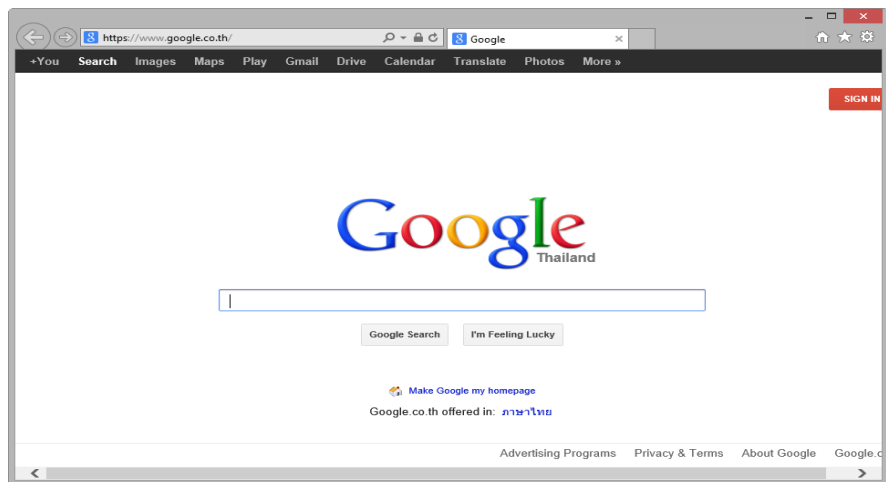 https://www.google.co.th/
Google
+You Search Images Maps Play Gmail Drive Calendar Translate Photos More »
SIGN IN
Google
Thailand
Google Search I'm Feeling Lucky
Make Google my homepage
Google.co.th offered in: ภาษาไทย
Advertising Programs Privacy & Terms About Google Google.c